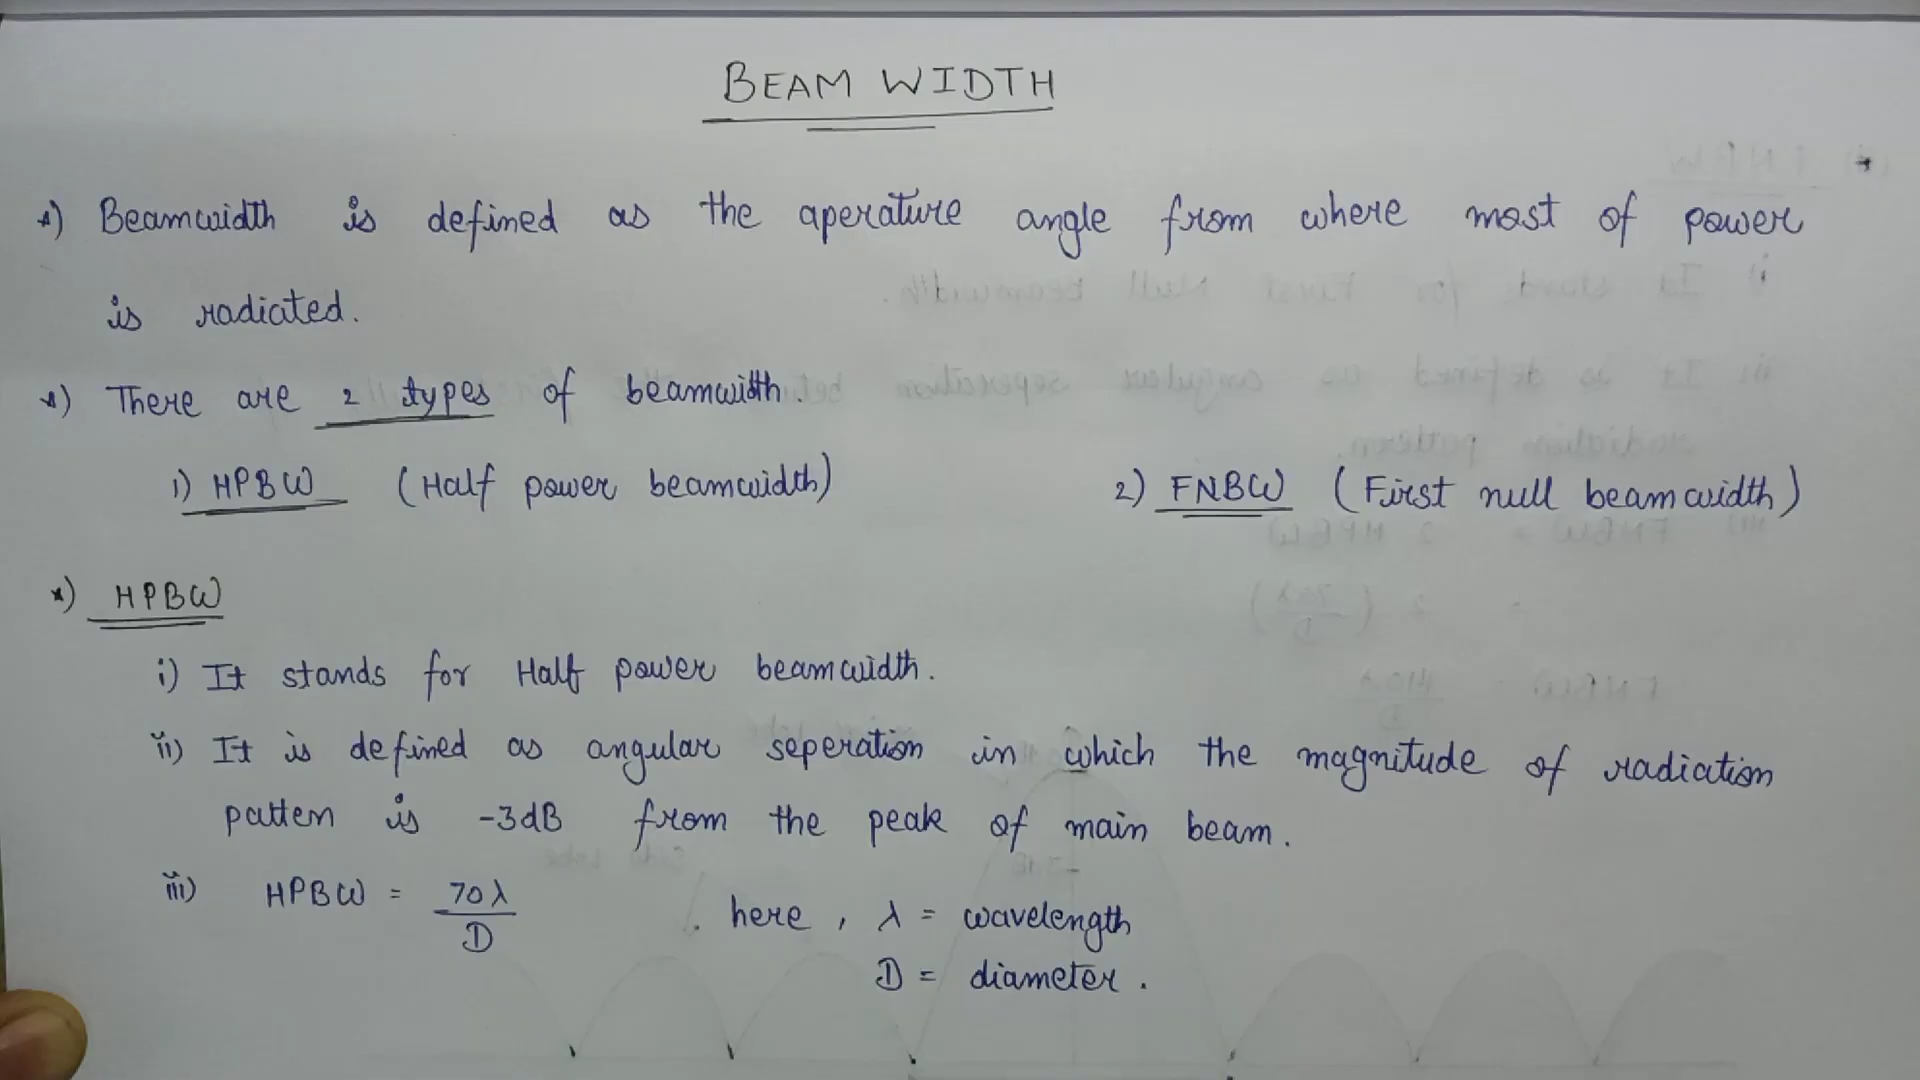 BEAM WIDTH
*) Beamwidth is defined as the aperature angle from where most of power
is radiated.
*) There are 2 types of beamwidth.
i) HPBW (Half power beamwidth) 2) FNBW (First null beamwidth)
*) HPBW
i) It stands for Half power beamwidth.
ii) It is defined as angular seperation in which the magnitude of radiation
patten is -3dB from the peak of main beam.
iii) HPBW = 70λ / D . here , λ = wavelength
D = diameter .